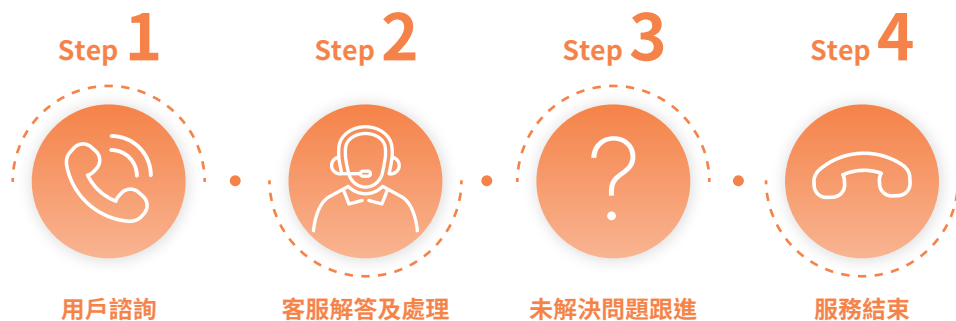 Step 1
Step 2
Step 3
Step 4
用戶諮詢
客服解答及處理
未解決問題跟進
服務結束